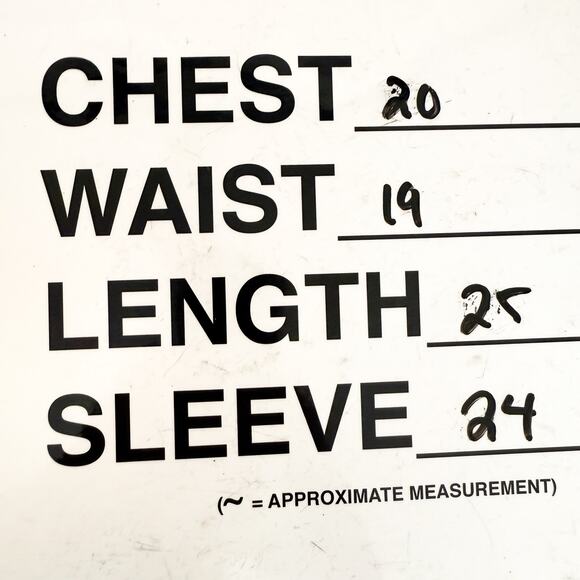 CHEST 20
WAIST 19
LENGTH 25
SLEEVE 24
(~ = APPROXIMATE MEASUREMENT)